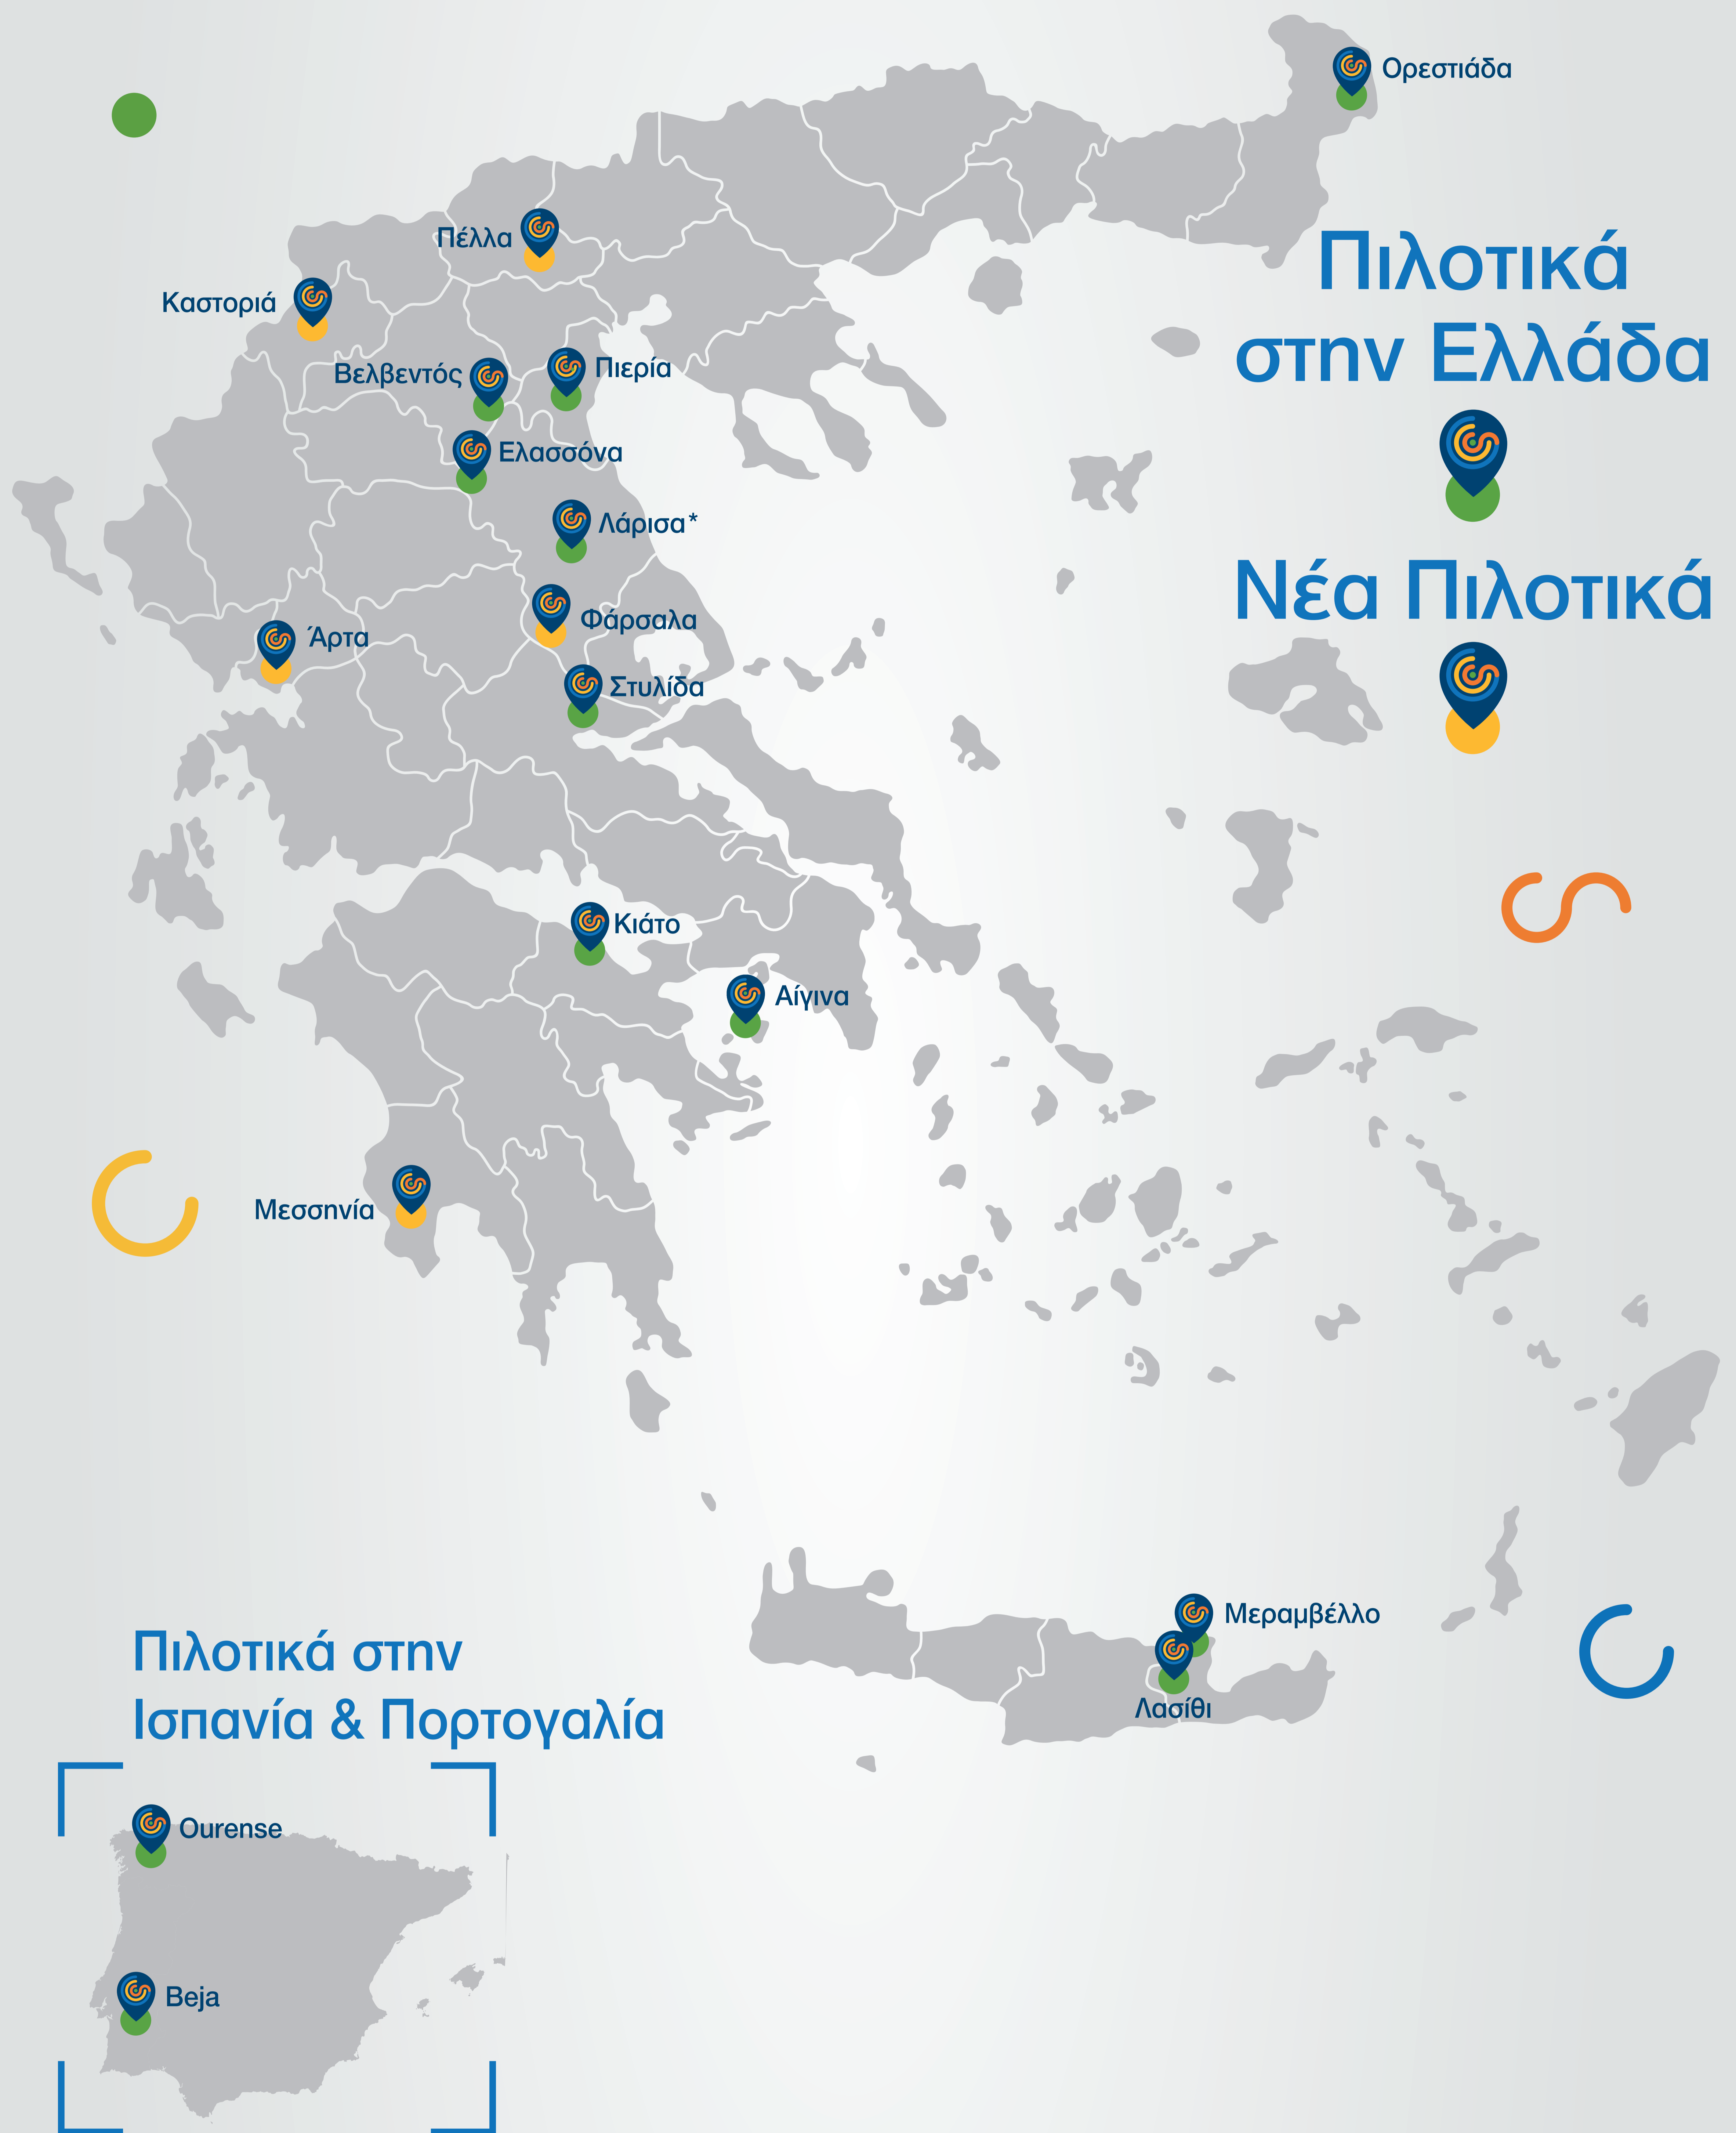 Ορεστιάδα
Πιλοτικά
στην Ελλάδα
Νέα Πιλοτικά
Πέλλα
Καστοριά
Βελβεντός
Πιερία
Ελασσόνα
Λάρισα*
Φάρσαλα
Άρτα
Στυλίδα
Κιάτο
Αίγινα
Μεσσηνία
Μεραμβέλλο
Λασίθι
Πιλοτικά στην
Ισπανία & Πορτογαλία
Ourense
Beja